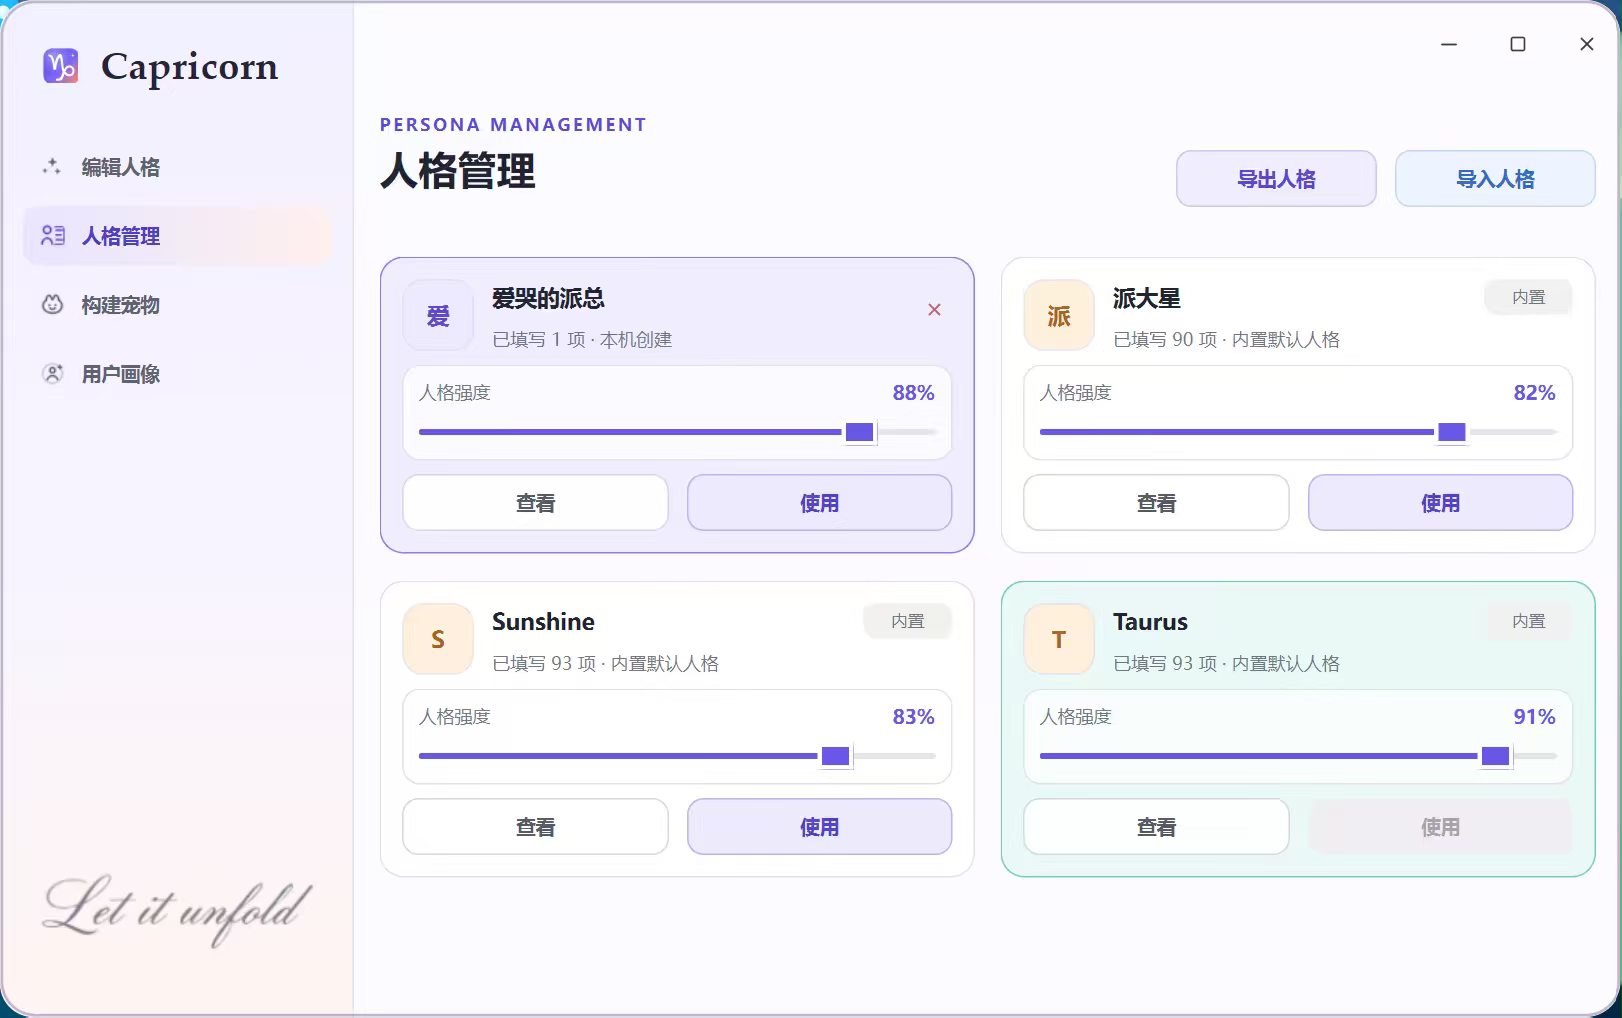 Capricorn
编辑人格
人格管理
构建宠物
用户画像
Let it unfold
PERSONA MANAGEMENT
人格管理
导出人格
导入人格
爱
爱哭的派总
已填写 1 项 · 本机创建
人格强度
88%
查看
使用
派
派大星
内置
已填写 90 项 · 内置默认人格
人格强度
82%
查看
使用
S
Sunshine
内置
已填写 93 项 · 内置默认人格
人格强度
83%
查看
使用
T
Taurus
内置
已填写 93 项 · 内置默认人格
人格强度
91%
查看
使用